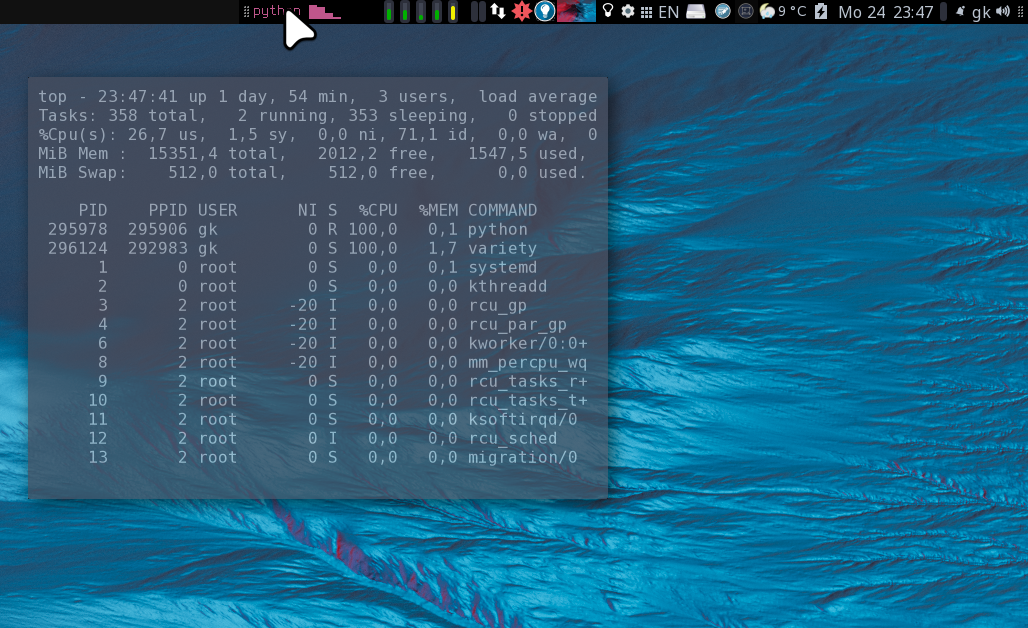 python EN 9 °C Mo 24 23:47 gk
top - 23:47:41 up 1 day, 54 min,  3 users,  load average
Tasks: 358 total,   2 running, 353 sleeping,   0 stopped
%Cpu(s): 26,7 us,  1,5 sy,  0,0 ni, 71,1 id,  0,0 wa,  0
MiB Mem :  15351,4 total,   2012,2 free,   1547,5 used,
MiB Swap:    512,0 total,    512,0 free,      0,0 used.
PID    PPID USER      NI S  %CPU  %MEM COMMAND
295978  295906 gk         0 R 100,0   0,1 python
296124  292983 gk         0 S 100,0   1,7 variety
1       0 root       0 S   0,0   0,1 systemd
2       0 root       0 S   0,0   0,0 kthreadd
3       2 root     -20 I   0,0   0,0 rcu_gp
4       2 root     -20 I   0,0   0,0 rcu_par_gp
6       2 root     -20 I   0,0   0,0 kworker/0:0+
8       2 root     -20 I   0,0   0,0 mm_percpu_wq
9       2 root       0 S   0,0   0,0 rcu_tasks_r+
10       2 root       0 S   0,0   0,0 rcu_tasks_t+
11       2 root       0 S   0,0   0,0 ksoftirqd/0
12       2 root       0 I   0,0   0,0 rcu_sched
13       2 root       0 S   0,0   0,0 migration/0